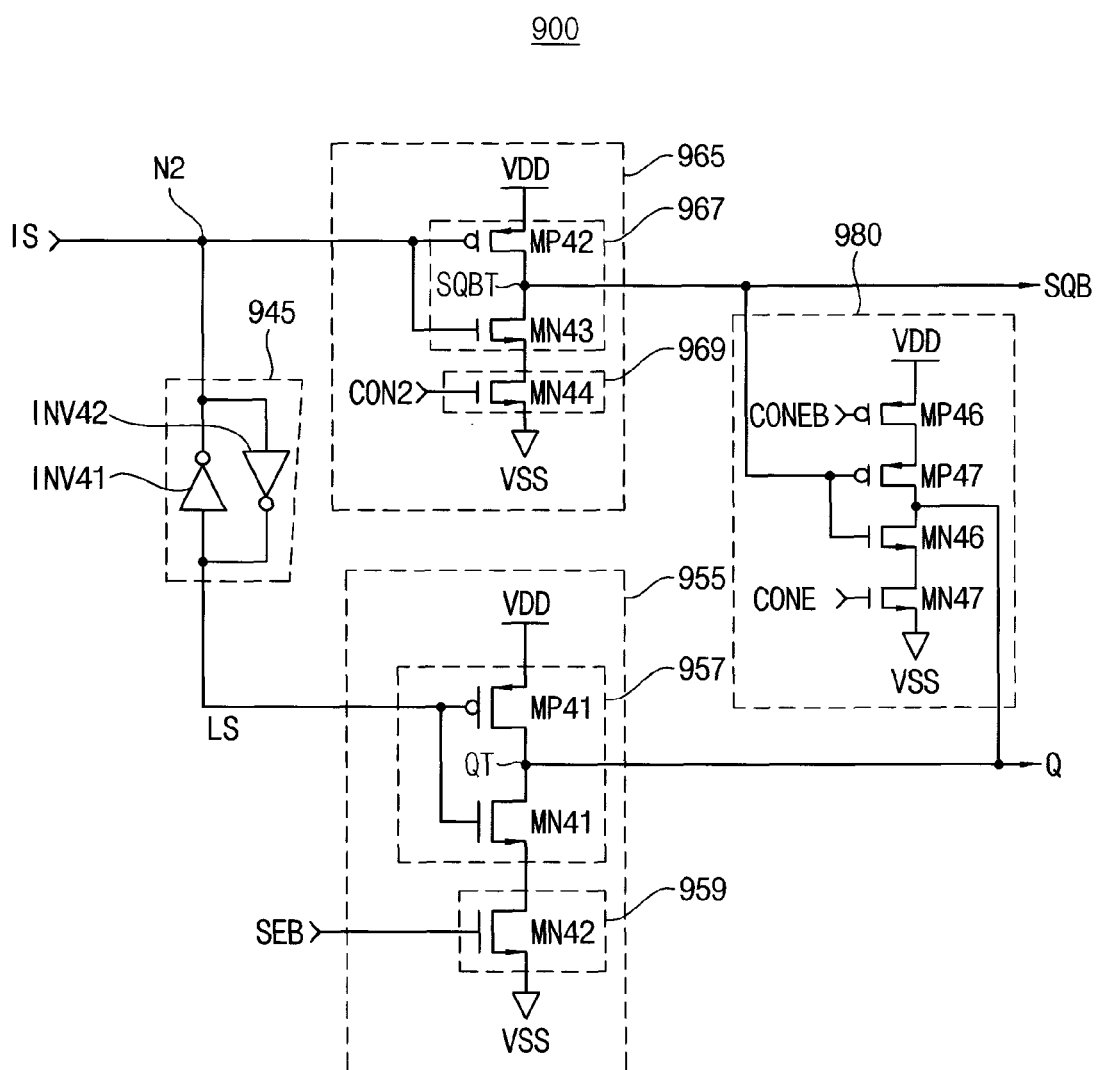 900
965
VDD
N2
967
IS
MP42
980
SQBT
SQB
945
MN43
969
VDD
INV42
CON2
MN44
CONEB
MP46
INV41
VSS
MP47
MN46
955
VDD
CONE
MN47
957
VSS
MP41
LS
QT
Q
MN41
959
SEB
MN42
VSS